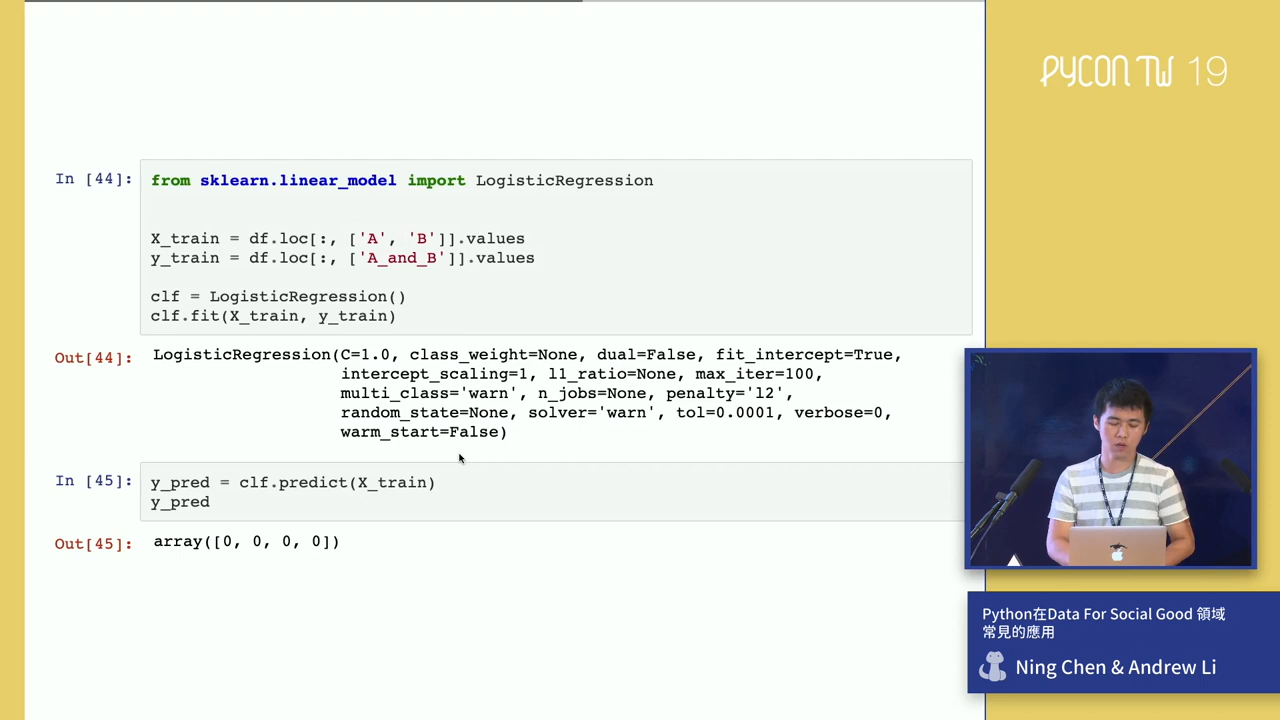 PYCON TW 19
In [44]:
from sklearn.linear_model import LogisticRegression
X_train = df.loc[:, ['A', 'B']].values
y_train = df.loc[:, ['A_and_B']].values
clf = LogisticRegression()
clf.fit(X_train, y_train)
Out[44]:
LogisticRegression(C=1.0, class_weight=None, dual=False, fit_intercept=True,
intercept_scaling=1, l1_ratio=None, max_iter=100,
multi_class='warn', n_jobs=None, penalty='l2',
random_state=None, solver='warn', tol=0.0001, verbose=0,
warm_start=False)
In [45]:
y_pred = clf.predict(X_train)
y_pred
Out[45]:
array([0, 0, 0, 0])
Python在Data For Social Good 領域
常見的應用
Ning Chen & Andrew Li